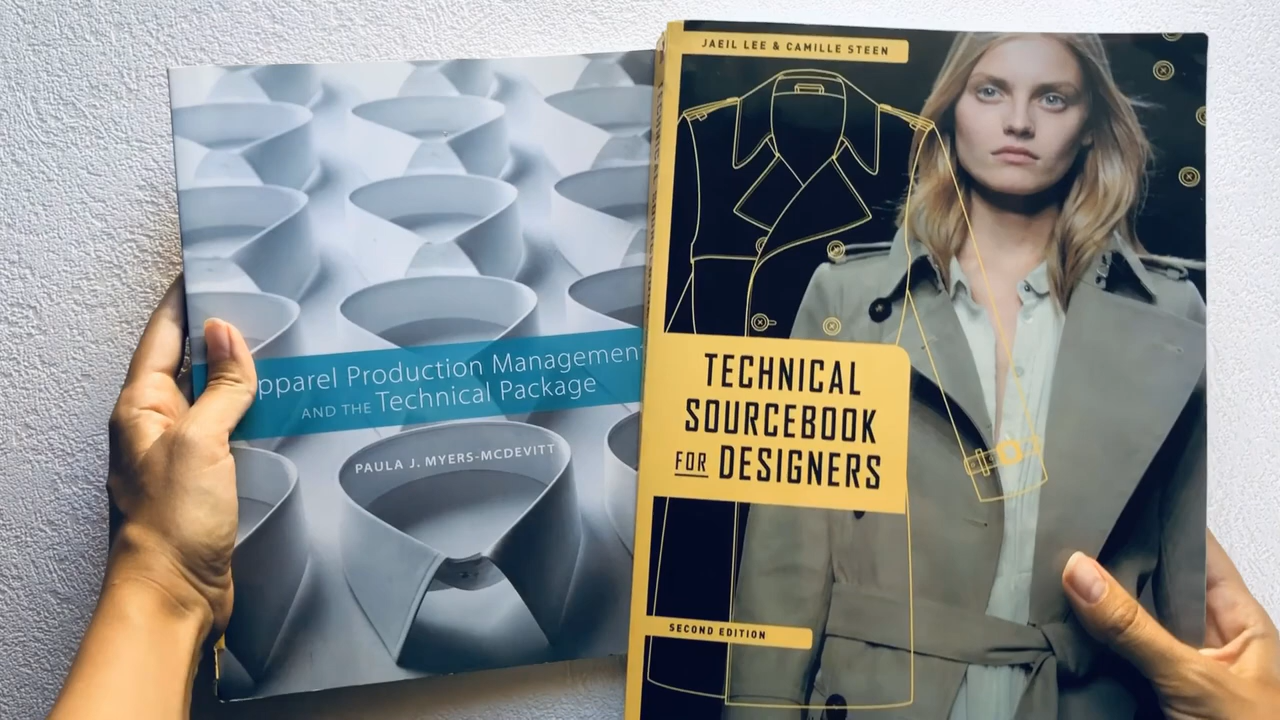 pparel Production Management
AND THE Technical Package
PAULA J. MYERS-MCDEVITT
JAEIL LEE & CAMILLE STEEN
TECHNICAL
SOURCEBOOK
FOR DESIGNERS
SECOND EDITION